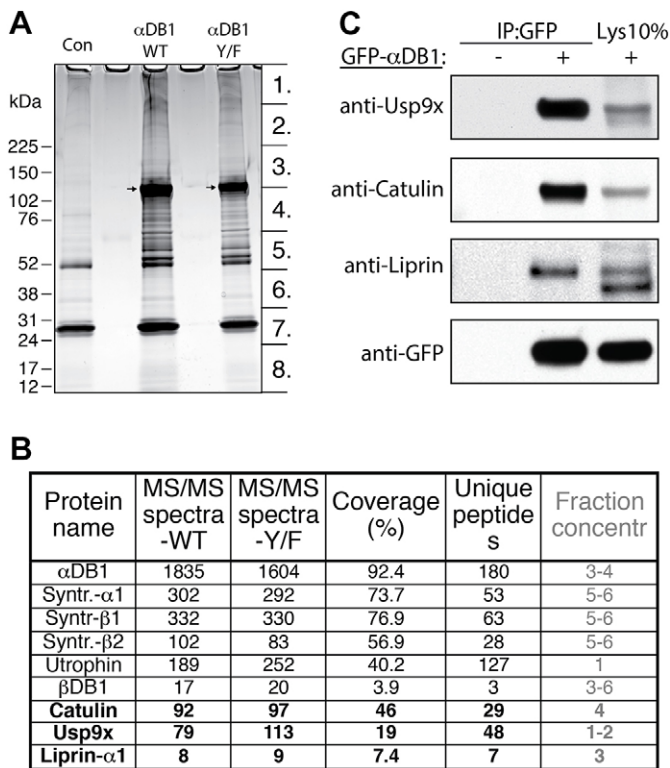 A
Con
αDB1
WT
αDB1
Y/F
kDa
225
150
102
76
52
38
31
24
17
12
1.
2.
3.
4.
5.
6.
7.
8.
C
IP:GFP Lys10%
GFP-αDB1: - + +
anti-Usp9x
anti-Catulin
anti-Liprin
anti-GFP
B
Protein name MS/MS spectra -WT MS/MS spectra -Y/F Coverage (%) Unique peptide s Fraction concentr
αDB1 1835 1604 92.4 180 3-4
Syntr.-α1 302 292 73.7 53 5-6
Syntr-β1 332 330 76.9 63 5-6
Syntr.-β2 102 83 56.9 28 5-6
Utrophin 189 252 40.2 127 1
βDB1 17 20 3.9 3 3-6
Catulin 92 97 46 29 4
Usp9x 79 113 19 48 1-2
Liprin-α1 8 9 7.4 7 3